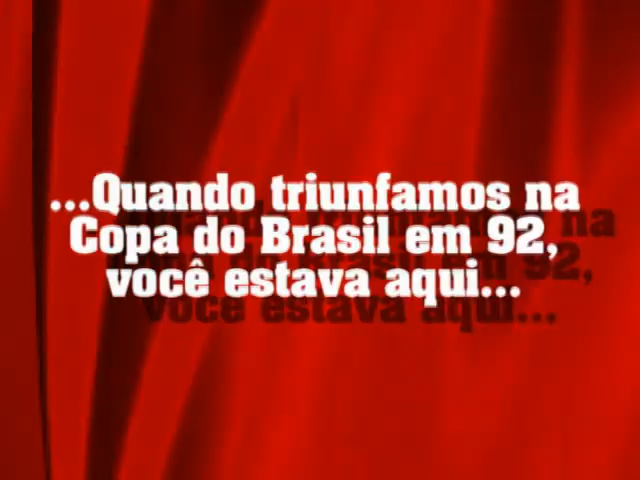 ...Quando triunfamos na
Copa do Brasil em 92,
você estava aqui...